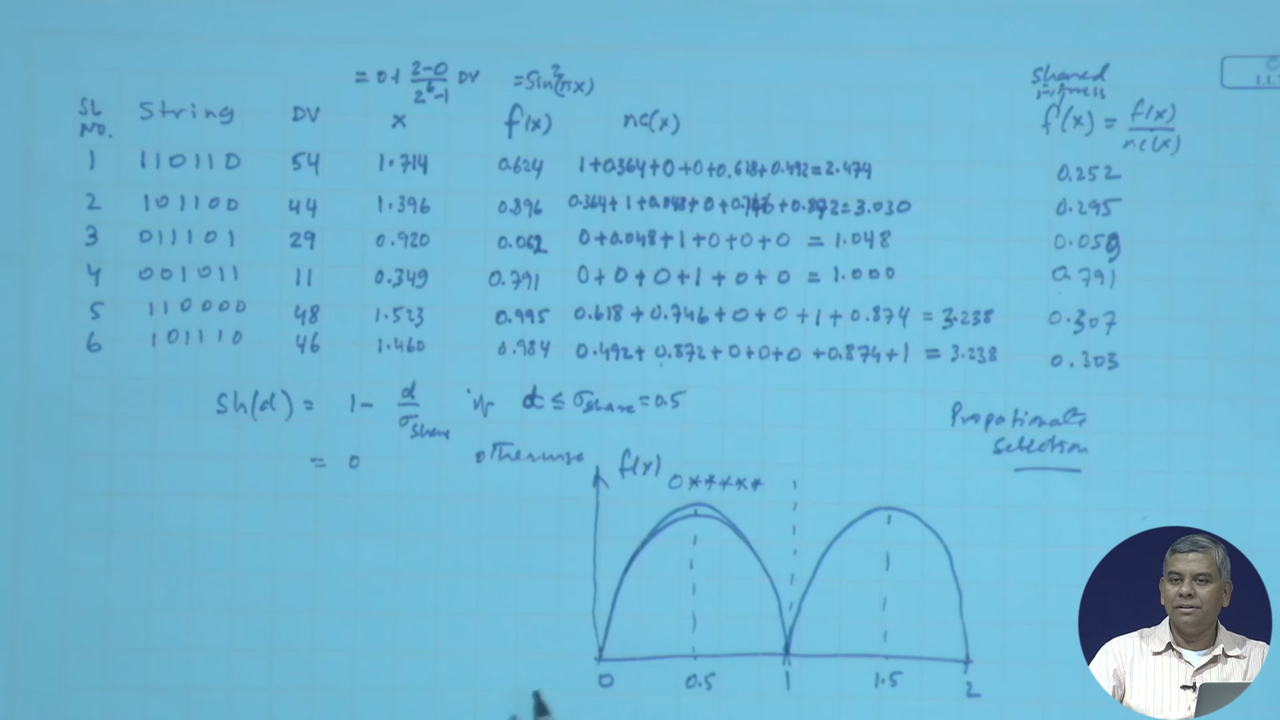 = 0 + 2-0 / 2^6-1 DV = Sin²(πx) shared fitness
SL No. String DV x f(x) nc(x) f'(x) = f(x) / nc(x)
1 110110 54 1.714 0.624 1+0.364+0+0+0.618+0.492=2.474 0.252
2 101100 44 1.396 0.896 0.364+1+0.048+0+0.746+0.872=3.030 0.295
3 011101 29 0.920 0.062 0+0.048+1+0+0+0 = 1.048 0.059
4 001011 11 0.349 0.791 0+0+0+1+0+0 = 1.000 0.791
5 110000 48 1.523 0.995 0.618+0.746+0+0+1+0.874 = 3.238 0.307
6 101110 46 1.460 0.984 0.492+0.872+0+0+0+0.874+1 = 3.238 0.303
Sh(d) = 1 - d / σshare if d ≤ σshare = 0.5
= 0 otherwise
Propationate
selection
f(x) 0*****
0 0.5 1 1.5 2